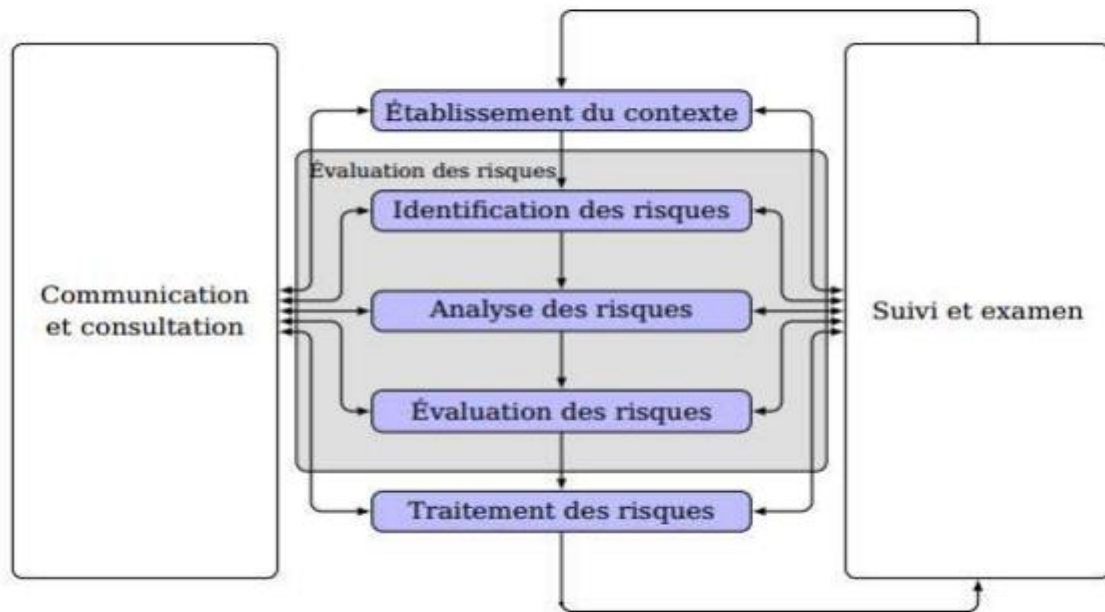 Établissement du contexte
Évaluation des risques
Identification des risques
Communication
et consultation
Analyse des risques
Suivi et examen
Évaluation des risques
Traitement des risques